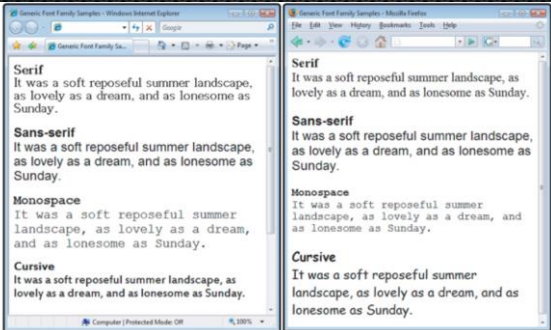 Generic Font Family Samples - Windows Internet Explorer
Google
Generic Font Family Sa...
Page
Serif
It was a soft reposeful summer landscape,
as lovely as a dream, and as lonesome as
Sunday.
Sans-serif
It was a soft reposeful summer landscape,
as lovely as a dream, and as lonesome as
Sunday.
Monospace
It was a soft reposeful summer
landscape, as lovely as a dream,
and as lonesome as Sunday.
Cursive
It was a soft reposeful summer landscape, as
lovely as a dream, and as lonesome as Sunday.
Computer | Protected Mode: Off
100%
Generic Font Family Samples - Mozilla Firefox
File Edit View History Bookmarks Tools Help
Serif
It was a soft reposeful summer landscape, as
lovely as a dream, and as lonesome as Sunday.
Sans-serif
It was a soft reposeful summer landscape,
as lovely as a dream, and as lonesome as
Sunday.
Monospace
It was a soft reposeful summer
landscape, as lovely as a dream, and
as lonesome as Sunday.
Cursive
It was a soft reposeful summer
landscape, as lovely as a dream, and as
lonesome as Sunday.